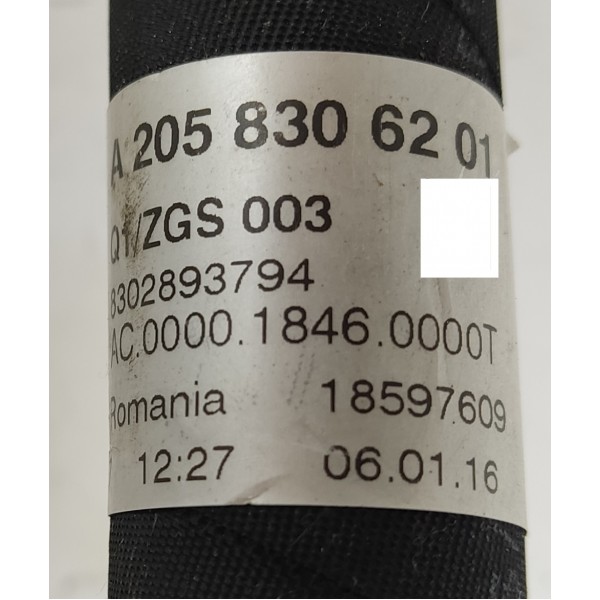 A 205 830 62 01
Q1/ZGS 003
8302893794
AC.0000.1846.0000T
Romania 18597609
12:27 06.01.16